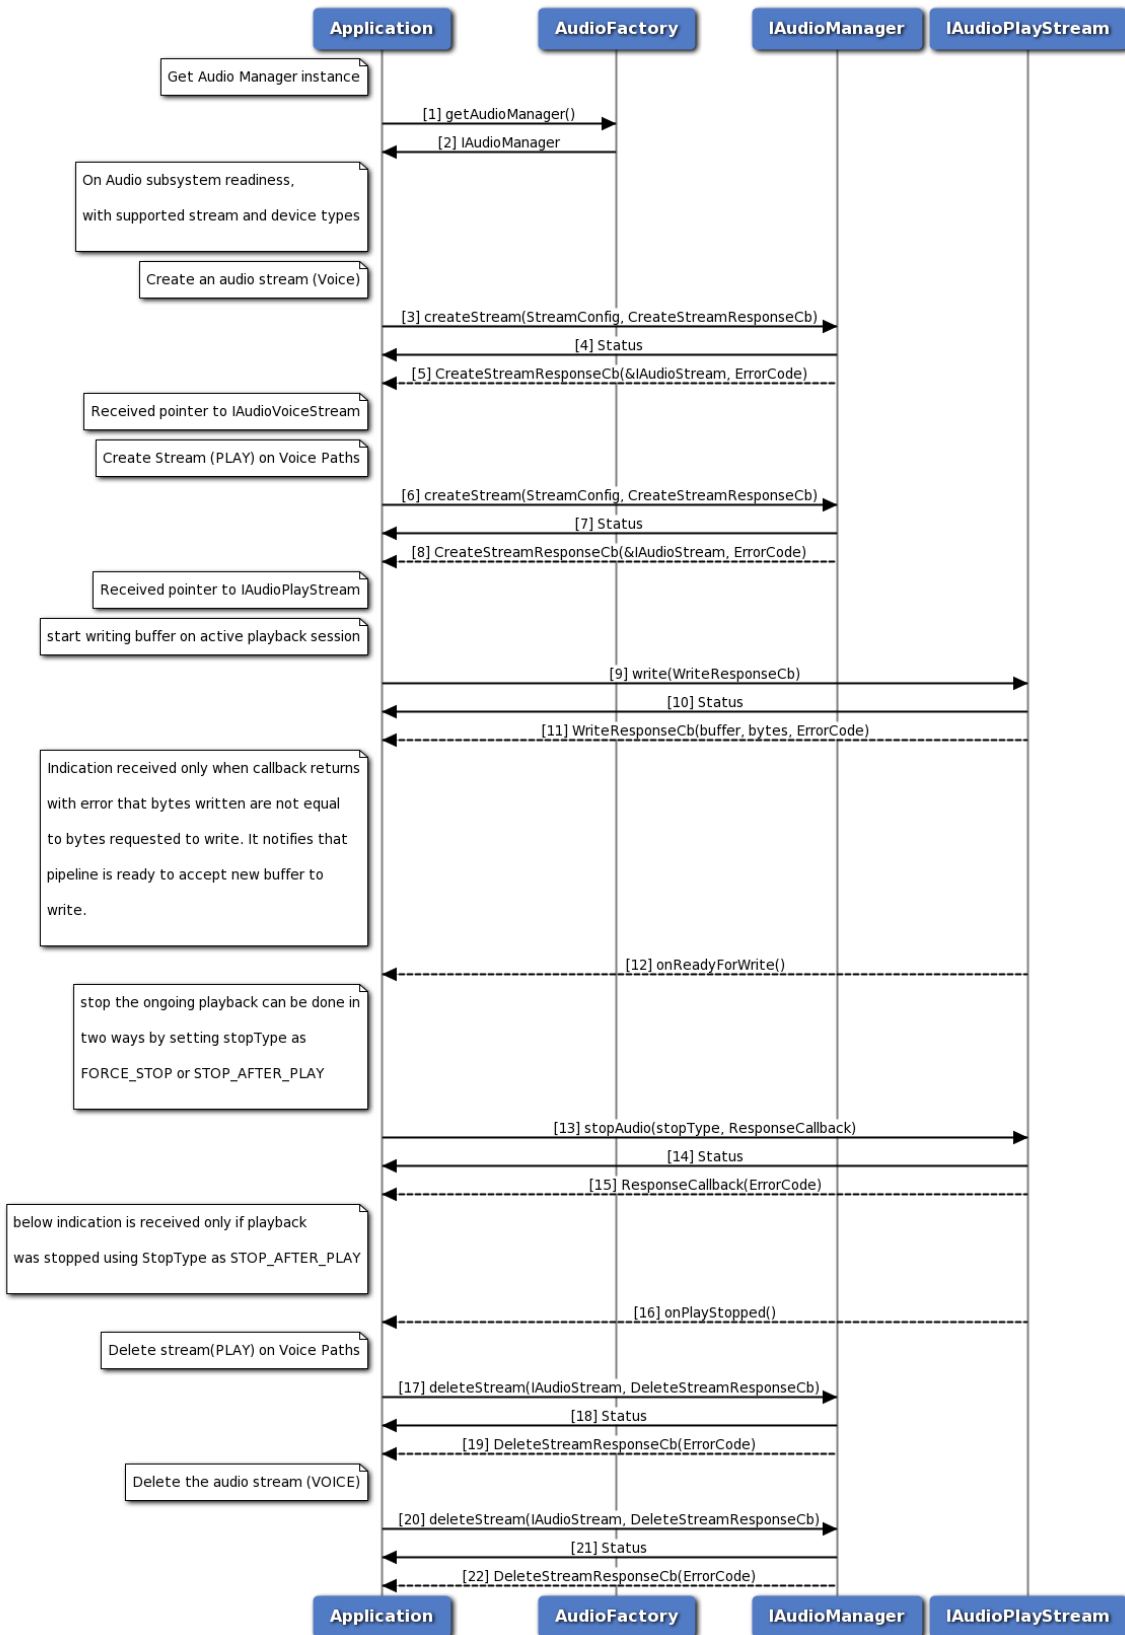 Application
AudioFactory
IAudioManager
IAudioPlayStream
Get Audio Manager instance
[1] getAudioManager()
[2] IAudioManager
On Audio subsystem readiness,
with supported stream and device types
Create an audio stream (Voice)
[3] createStream(StreamConfig, CreateStreamResponseCb)
[4] Status
[5] CreateStreamResponseCb(&IAudioStream, ErrorCode)
Received pointer to IAudioVoiceStream
Create Stream (PLAY) on Voice Paths
[6] createStream(StreamConfig, CreateStreamResponseCb)
[7] Status
[8] CreateStreamResponseCb(&IAudioStream, ErrorCode)
Received pointer to IAudioPlayStream
start writing buffer on active playback session
[9] write(WriteResponseCb)
[10] Status
[11] WriteResponseCb(buffer, bytes, ErrorCode)
Indication received only when callback returns
with error that bytes written are not equal
to bytes requested to write. It notifies that
pipeline is ready to accept new buffer to
write.
[12] onReadyForWrite()
stop the ongoing playback can be done in
two ways by setting stopType as
FORCE_STOP or STOP_AFTER_PLAY
[13] stopAudio(stopType, ResponseCallback)
[14] Status
[15] ResponseCallback(ErrorCode)
below indication is received only if playback
was stopped using StopType as STOP_AFTER_PLAY
[16] onPlayStopped()
Delete stream(PLAY) on Voice Paths
[17] deleteStream(IAudioStream, DeleteStreamResponseCb)
[18] Status
[19] DeleteStreamResponseCb(ErrorCode)
Delete the audio stream (VOICE)
[20] deleteStream(IAudioStream, DeleteStreamResponseCb)
[21] Status
[22] DeleteStreamResponseCb(ErrorCode)
Application
AudioFactory
IAudioManager
IAudioPlayStream